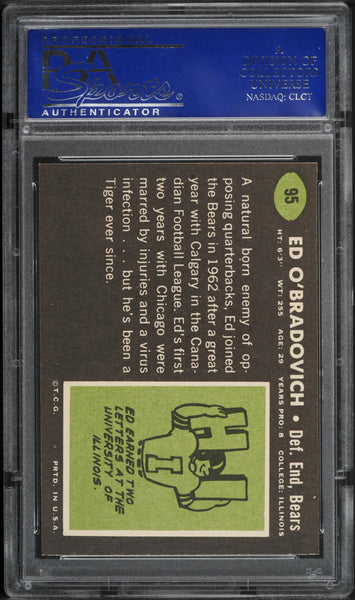 PROFESSIONAL
PSA
Sports
AUTHENTICATOR
A
DIVISION OF
COLLECTORS
UNIVERSE
NASDAQ: CLCT
95
ED O'BRADOVICH • Def. End, Bears
HT: 6'3" WT: 255 AGE: 29 YEARS PRO: 8 COLLEGE: ILLINOIS
A natural born enemy of op-
posing quarterbacks, Ed joined
the Bears in 1962 after a great
year with Calgary in the Cana-
dian Football League. Ed's first
two years with Chicago were
marred by injuries and a virus
infection . . . but he's been a
Tiger ever since.
I
ED EARNED TWO
LETTERS AT THE
UNIVERSITY OF
ILLINOIS.
© T.C.G.
PRTD. IN U.S.A.